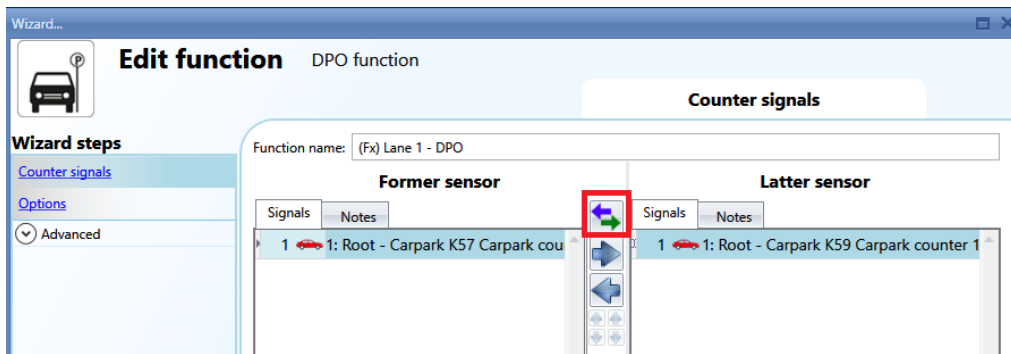 Wizard...
Edit function DPO function
Counter signals
Wizard steps
Counter signals
Options
Advanced
Function name: (Fx) Lane 1 - DPO
Former sensor
Latter sensor
Signals Notes
Signals Notes
1 1: Root - Carpark K57 Carpark cou
1 1: Root - Carpark K59 Carpark counter 1